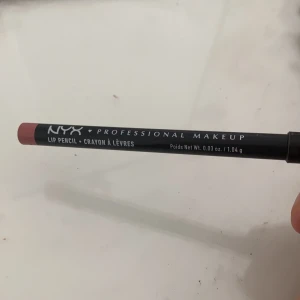 NYX • PROFESSIONAL MAKEUP
LIP PENCIL • CRAYON À LÈVRES
Poids Net Wt. 0.03 oz. / 1.04 g